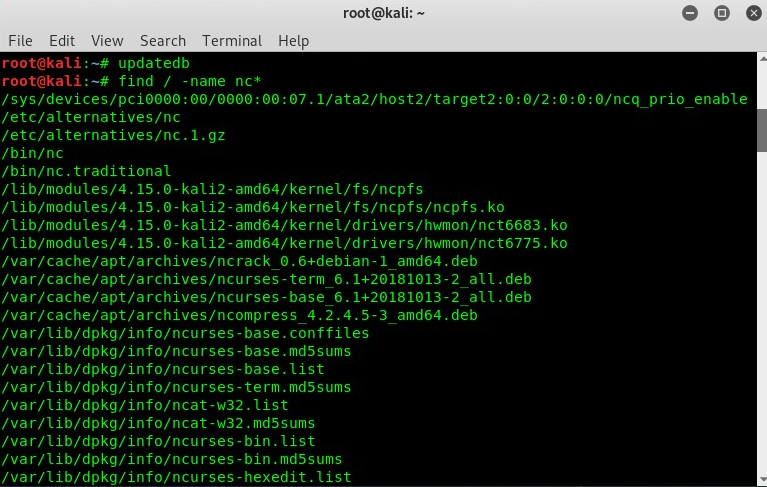 root@kali: ~
File Edit View Search Terminal Help
root@kali:~# updatedb
root@kali:~# find / -name nc*
/sys/devices/pci0000:00/0000:00:07.1/ata2/host2/target2:0:0/2:0:0:0/ncq_prio_enable
/etc/alternatives/nc
/etc/alternatives/nc.1.gz
/bin/nc
/bin/nc.traditional
/lib/modules/4.15.0-kali2-amd64/kernel/fs/ncpfs
/lib/modules/4.15.0-kali2-amd64/kernel/fs/ncpfs/ncpfs.ko
/lib/modules/4.15.0-kali2-amd64/kernel/drivers/hwmon/nct6683.ko
/lib/modules/4.15.0-kali2-amd64/kernel/drivers/hwmon/nct6775.ko
/var/cache/apt/archives/ncrack_0.6+debian-1_amd64.deb
/var/cache/apt/archives/ncurses-term_6.1+20181013-2_all.deb
/var/cache/apt/archives/ncurses-base_6.1+20181013-2_all.deb
/var/cache/apt/archives/ncompress_4.2.4.5-3_amd64.deb
/var/lib/dpkg/info/ncurses-base.conffiles
/var/lib/dpkg/info/ncurses-base.md5sums
/var/lib/dpkg/info/ncurses-base.list
/var/lib/dpkg/info/ncurses-term.md5sums
/var/lib/dpkg/info/ncat-w32.list
/var/lib/dpkg/info/ncat-w32.md5sums
/var/lib/dpkg/info/ncurses-bin.list
/var/lib/dpkg/info/ncurses-bin.md5sums
/var/lib/dpkg/info/ncurses-hexedit.list